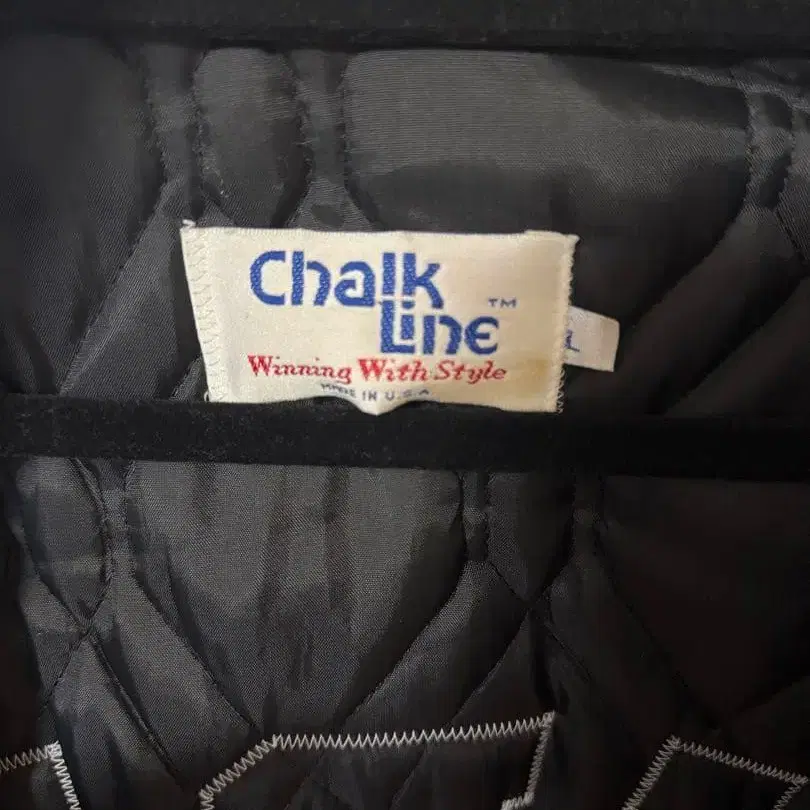 Chalk
Line™
Winning With Style
MADE IN U.S.A.